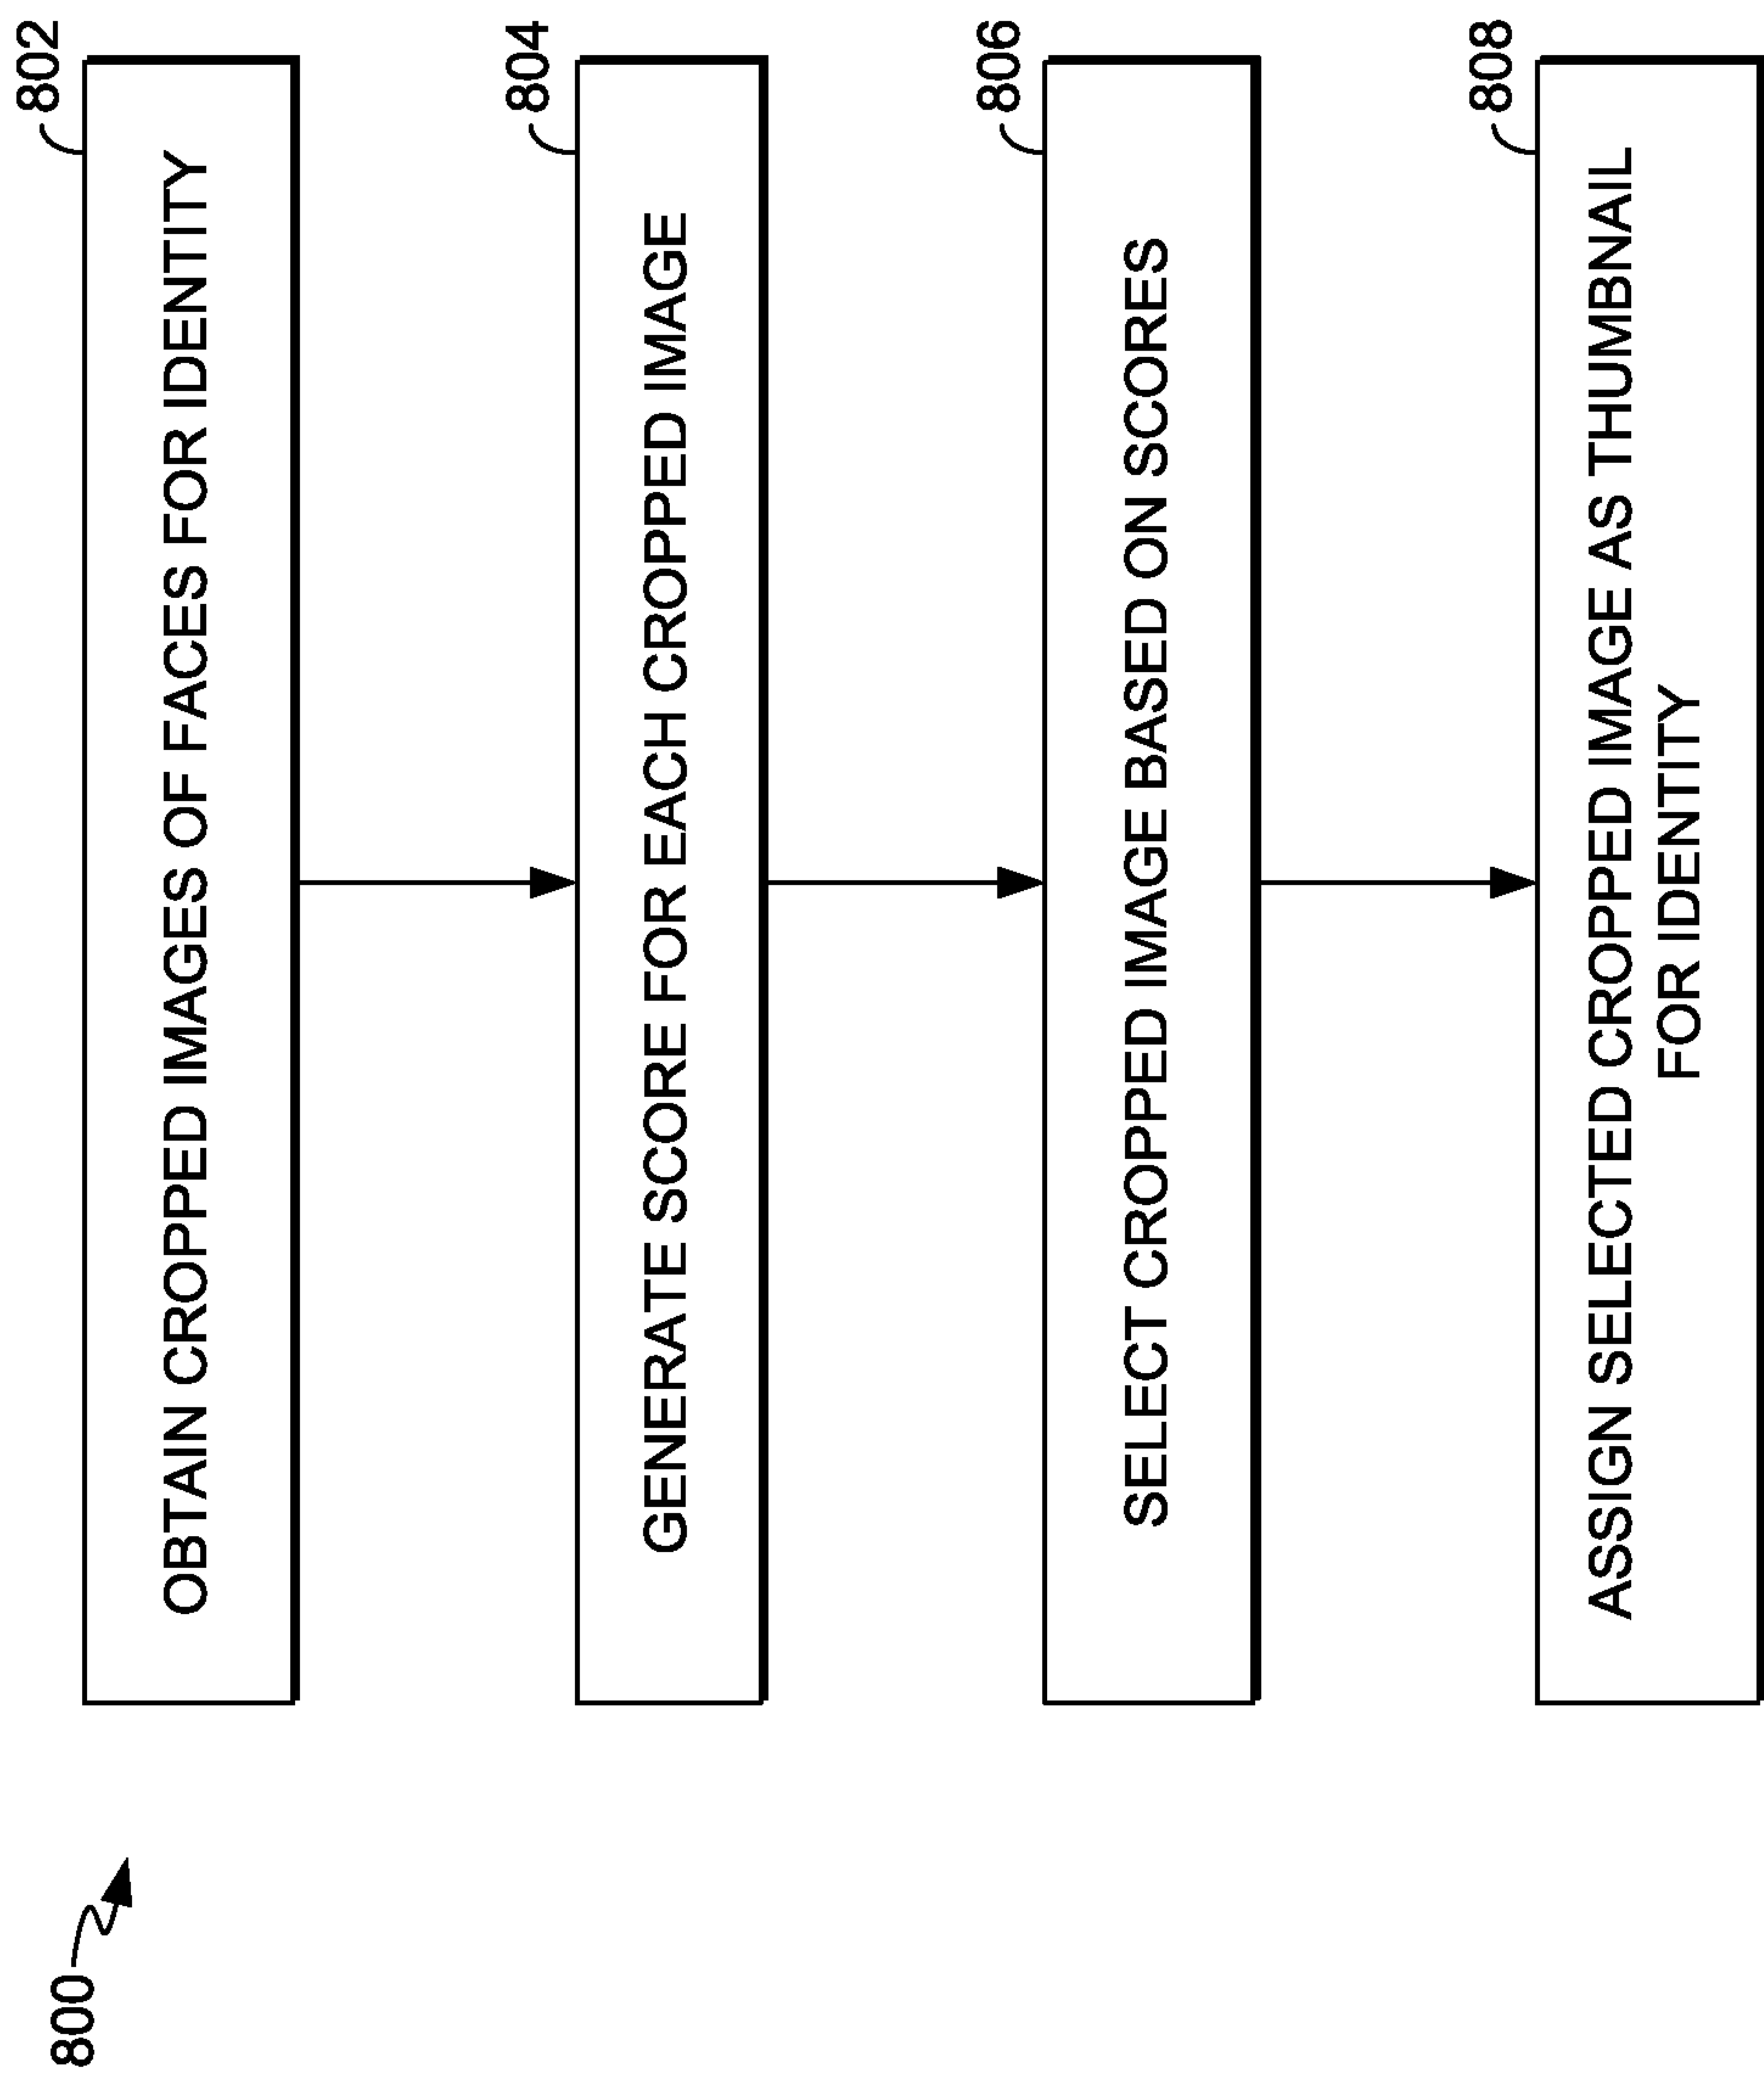 800
802
OBTAIN CROPPED IMAGES OF FACES FOR IDENTITY
804
GENERATE SCORE FOR EACH CROPPED IMAGE
806
SELECT CROPPED IMAGE BASED ON SCORES
808
ASSIGN SELECTED CROPPED IMAGE AS THUMBNAIL
FOR IDENTITY